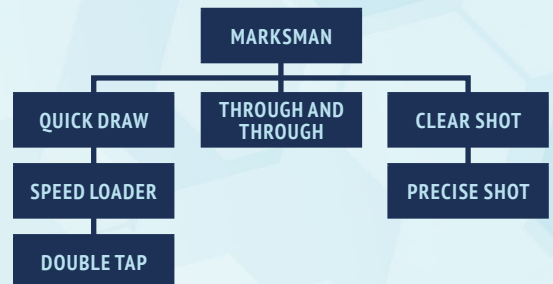 MARKSMAN
QUICK DRAW
THROUGH AND
THROUGH
CLEAR SHOT
SPEED LOADER
PRECISE SHOT
DOUBLE TAP